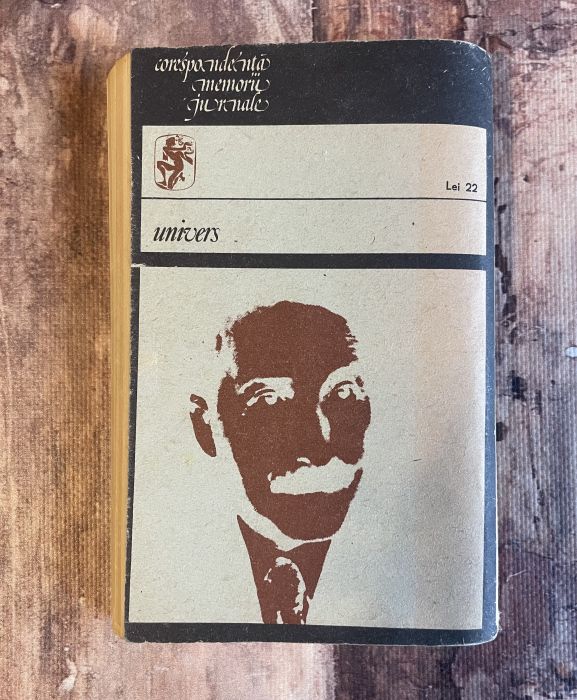 corespondență
memorii
jurnale
Lei 22
univers